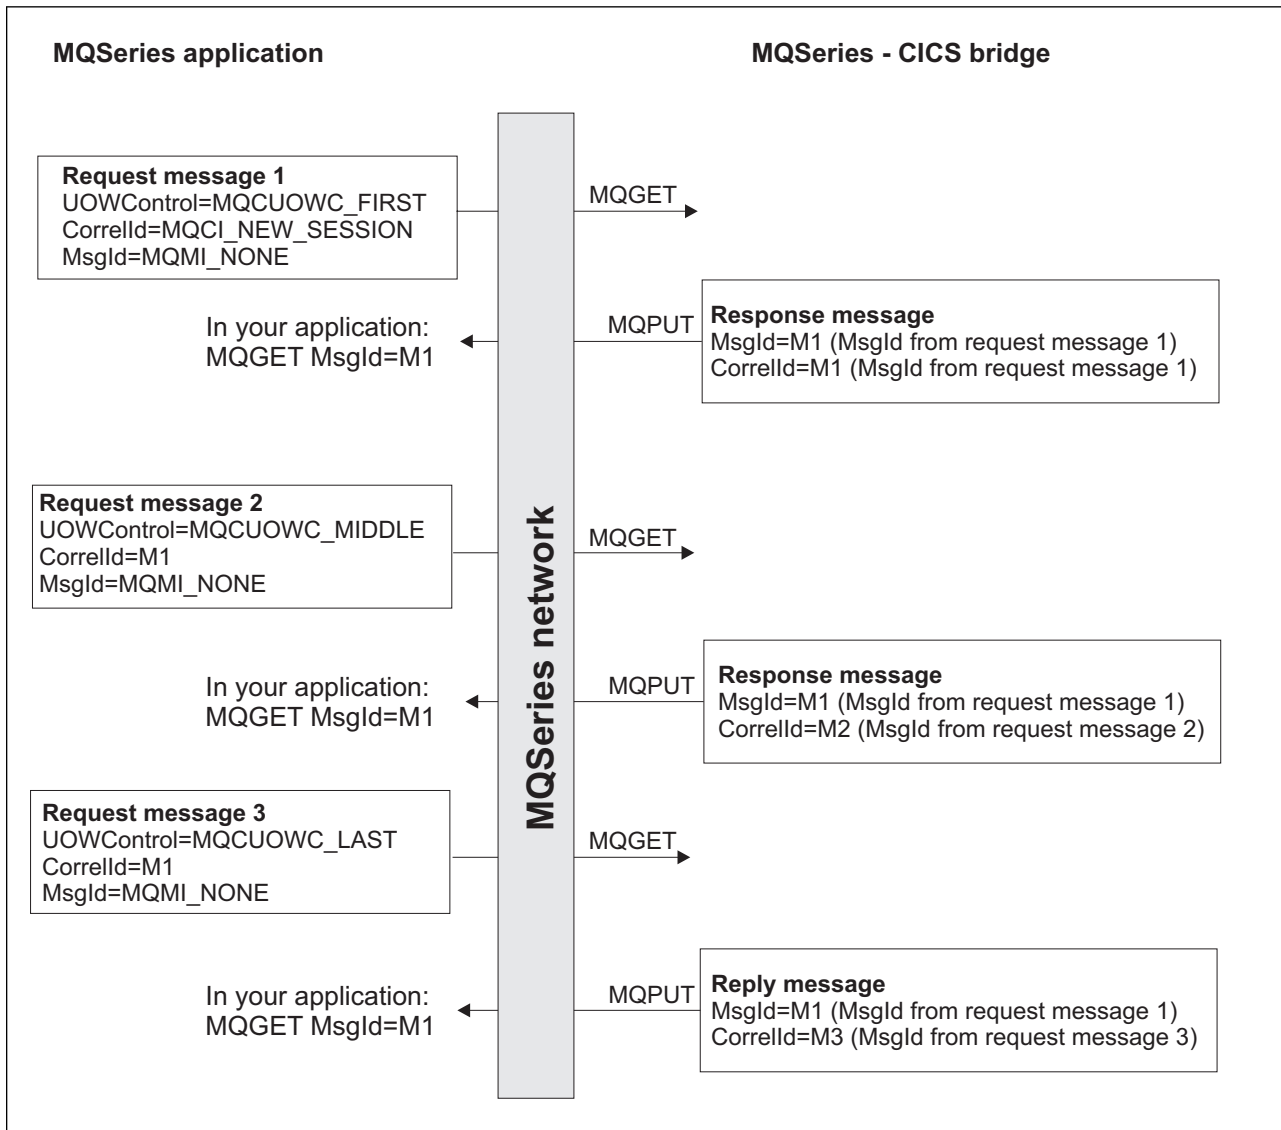 MQSeries application
MQSeries - CICS bridge
Request message 1
UOWControl=MQCUOWC_FIRST
CorrelId=MQCI_NEW_SESSION
MsgId=MQMI_NONE
MQGET
In your application:
MQGET MsgId=M1
MQPUT
Response message
MsgId=M1 (MsgId from request message 1)
CorrelId=M1 (MsgId from request message 1)
MQSeries network
Request message 2
UOWControl=MQCUOWC_MIDDLE
CorrelId=M1
MsgId=MQMI_NONE
MQGET
In your application:
MQGET MsgId=M1
MQPUT
Response message
MsgId=M1 (MsgId from request message 1)
CorrelId=M2 (MsgId from request message 2)
Request message 3
UOWControl=MQCUOWC_LAST
CorrelId=M1
MsgId=MQMI_NONE
MQGET
In your application:
MQGET MsgId=M1
MQPUT
Reply message
MsgId=M1 (MsgId from request message 1)
CorrelId=M3 (MsgId from request message 3)